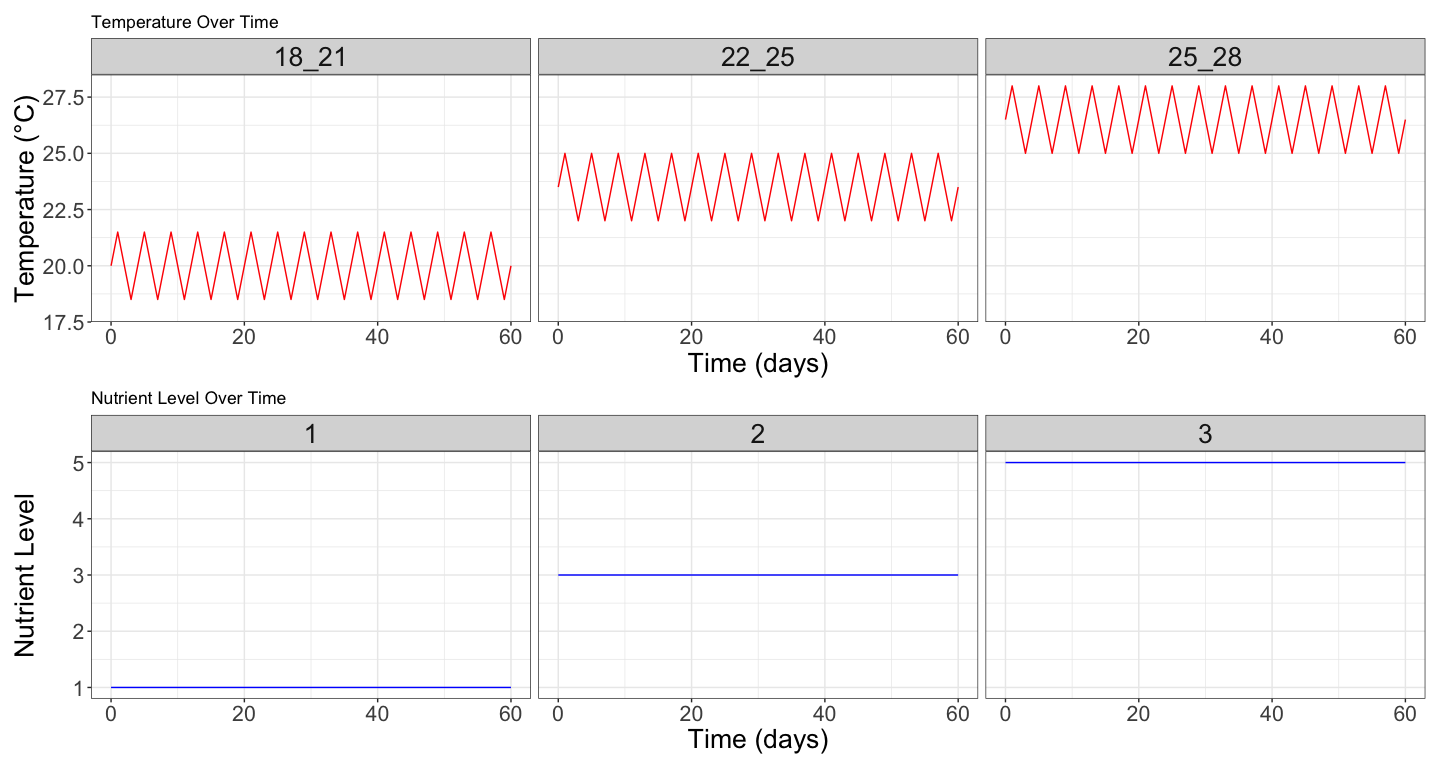 Temperature Over Time
18_21 22_25 25_28
Temperature (°C)
27.5
25.0
22.5
20.0
17.5
0 20 40 60 0 20 40 60 0 20 40 60
Time (days)
Nutrient Level Over Time
1 2 3
Nutrient Level
5
4
3
2
1
0 20 40 60 0 20 40 60 0 20 40 60
Time (days)